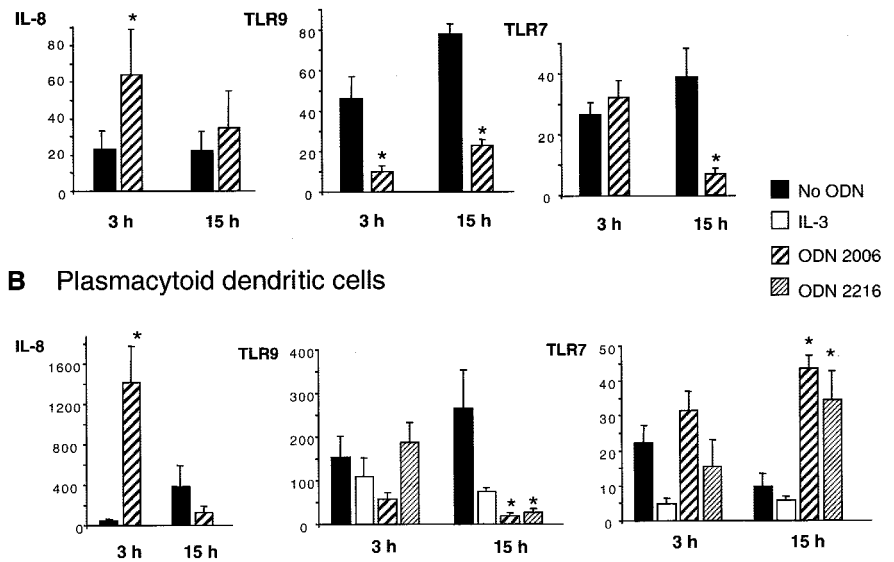 IL-8
*
80
60
40
20
0
3 h 15 h
TLR9
80
60
40
20
0
* *
3 h 15 h
TLR7
40
20
0
*
3 h 15 h
No ODN
IL-3
ODN 2006
ODN 2216
B Plasmacytoid dendritic cells
IL-8
*
1600
1200
800
400
0
3 h 15 h
TLR9
400
300
200
100
0
* *
3 h 15 h
TLR7
50
40
30
20
10
0
* *
3 h 15 h